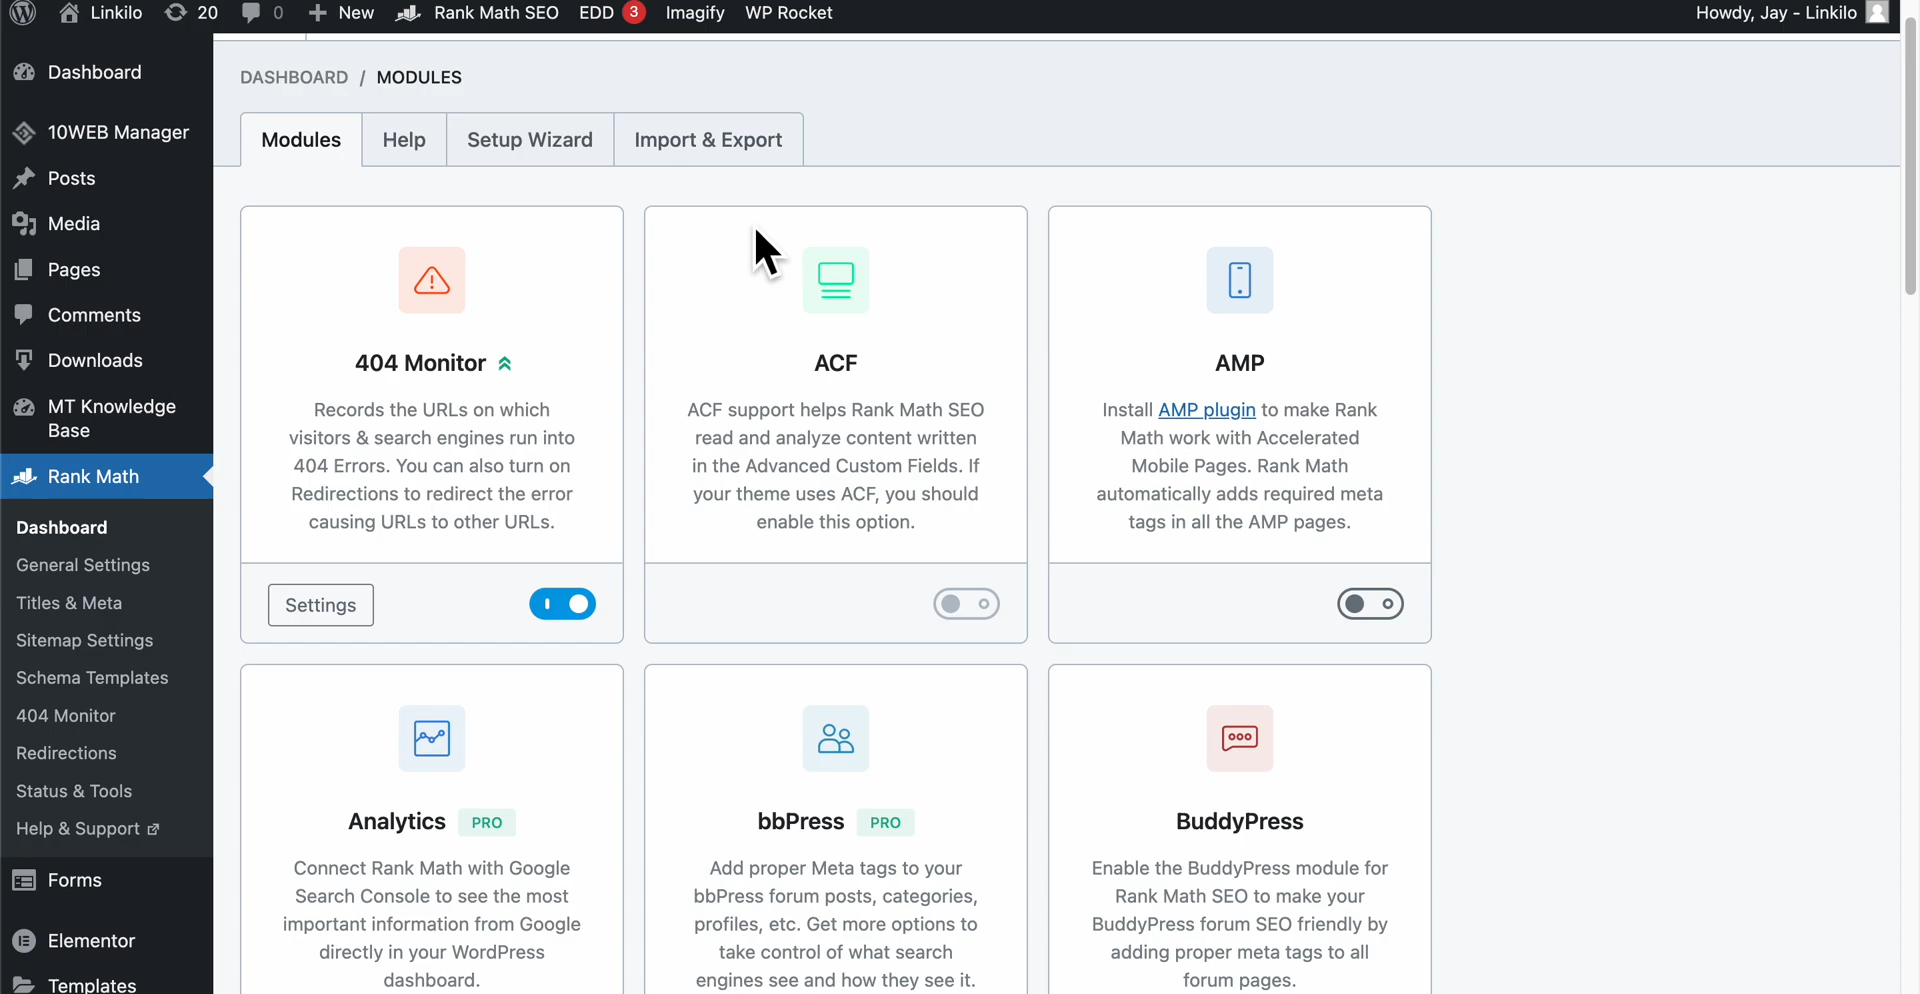 Linkilo 20 0 New Rank Math SEO EDD 3 Imagify WP Rocket Howdy, Jay - Linkilo
Dashboard
10WEB Manager
Posts
Media
Pages
Comments
Downloads
MT Knowledge
Base
Rank Math
Dashboard
General Settings
Titles & Meta
Sitemap Settings
Schema Templates
404 Monitor
Redirections
Status & Tools
Help & Support
Forms
Elementor
Templates
DASHBOARD / MODULES
Modules Help Setup Wizard Import & Export
404 Monitor
Records the URLs on which
visitors & search engines run into
404 Errors. You can also turn on
Redirections to redirect the error
causing URLs to other URLs.
Settings
ACF
ACF support helps Rank Math SEO
read and analyze content written
in the Advanced Custom Fields. If
your theme uses ACF, you should
enable this option.
AMP
Install AMP plugin to make Rank
Math work with Accelerated
Mobile Pages. Rank Math
automatically adds required meta
tags in all the AMP pages.
Analytics PRO
Connect Rank Math with Google
Search Console to see the most
important information from Google
directly in your WordPress
dashboard.
bbPress PRO
Add proper Meta tags to your
bbPress forum posts, categories,
profiles, etc. Get more options to
take control of what search
engines see and how they see it.
BuddyPress
Enable the BuddyPress module for
Rank Math SEO to make your
BuddyPress forum SEO friendly by
adding proper meta tags to all
forum pages.